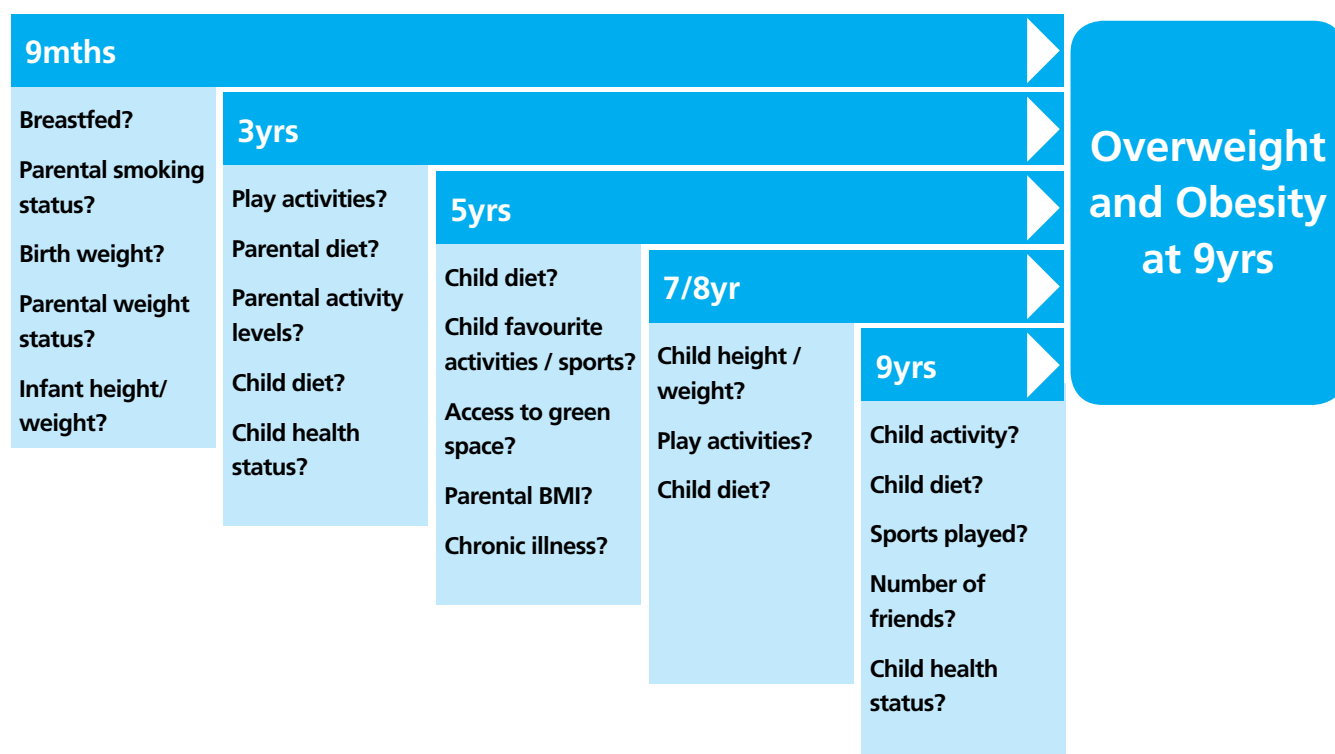 9mths
Breastfed?
Parental smoking
status?
Birth weight?
Parental weight
status?
Infant height/
weight?
3yrs
Play activities?
Parental diet?
Parental activity
levels?
Child diet?
Child health
status?
5yrs
Child diet?
Child favourite
activities / sports?
Access to green
space?
Parental BMI?
Chronic illness?
7/8yr
Child height /
weight?
Play activities?
Child diet?
9yrs
Child activity?
Child diet?
Sports played?
Number of
friends?
Child health
status?
Overweight
and Obesity
at 9yrs